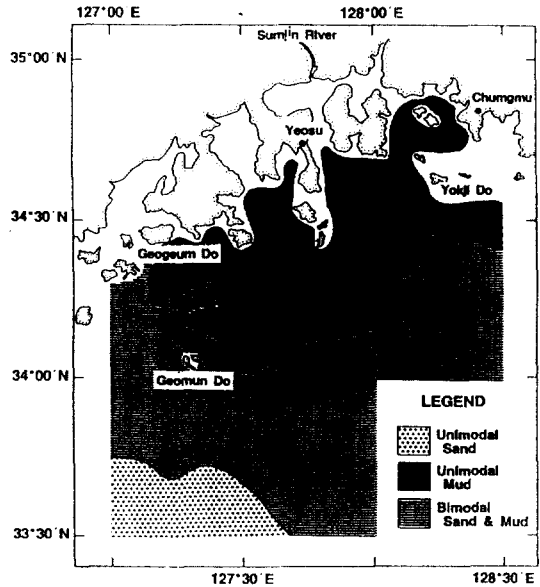 127°00´E 128°00´E
Sumjin River
35°00´N
Chumgmu
Yeosu
Yokji Do
34°30´N
Geogeum Do
34°00´N
Geomun Do
LEGEND
Unimodal
Sand
Unimodal
Mud
Bimodal
Sand & Mud
33°30´N
127°30´E 128°30´E